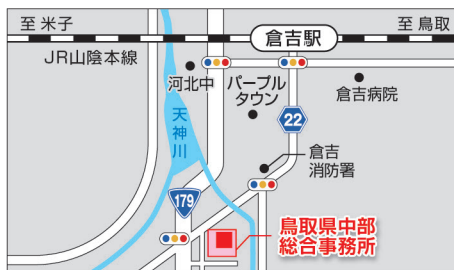 至 米子
倉吉駅
至 鳥取
JR山陰本線
河北中
パープル
タウン
倉吉病院
天神川
22
倉吉
消防署
179
鳥取県中部
総合事務所